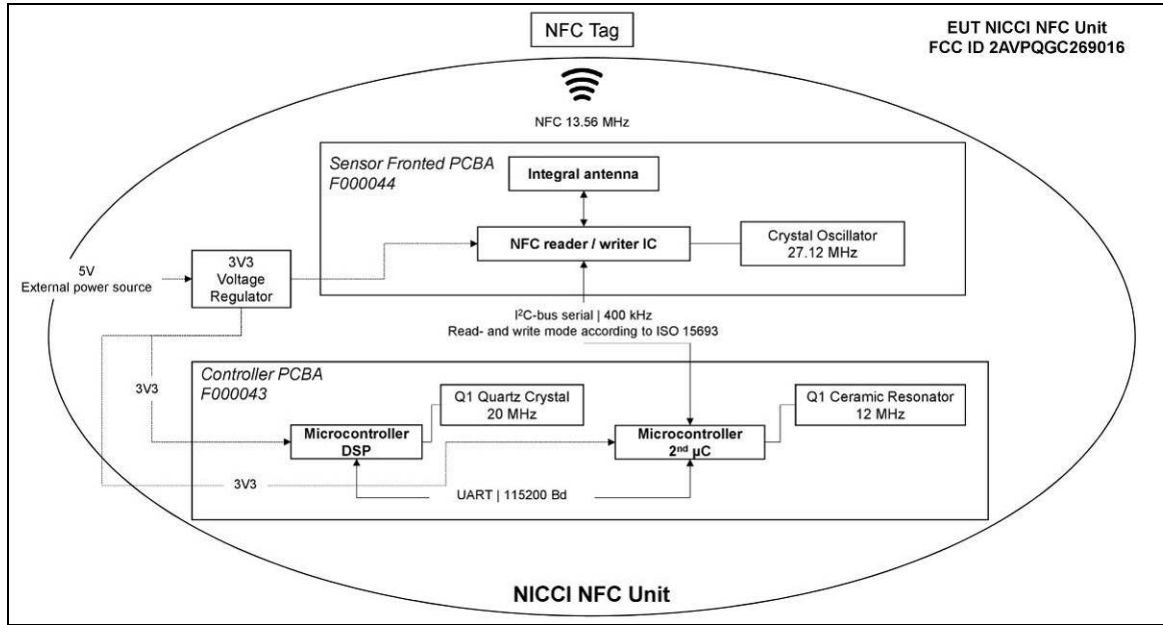 NFC Tag
EUT NICCI NFC Unit
FCC ID 2AVPQGC269016
NFC 13.56 MHz
Sensor Fronted PCBA
F000044
Integral antenna
NFC reader / writer IC
Crystal Oscillator
27.12 MHz
5V
External power source
3V3
Voltage
Regulator
I²C-bus serial | 400 kHz
Read- and write mode according to ISO 15693
3V3
Controller PCBA
F000043
Q1 Quartz Crystal
20 MHz
Q1 Ceramic Resonator
12 MHz
Microcontroller
DSP
Microcontroller
2nd µC
3V3
UART | 115200 Bd
NICCI NFC Unit